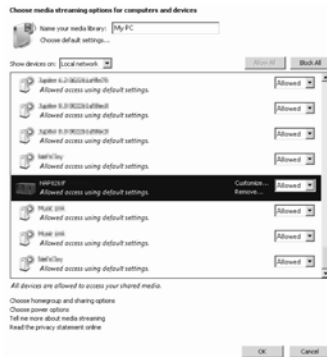 Choose media streaming options for computers and devices
Name your media library: My PC
Choose default settings...
Show devices on: Local network
Allow All
Block All
Allowed
Allowed access using default settings.
Allowed
Allowed access using default settings.
Allowed
Allowed access using default settings.
Allowed
Allowed access using default settings.
Customize... Allowed
Remove...
Allowed access using default settings.
Music Link
Allowed
Allowed access using default settings.
Music Link
Allowed
Allowed access using default settings.
Allowed
Allowed access using default settings.
All devices are allowed to access your shared media.
Choose homegroup and sharing options
Choose power options
Tell me more about media streaming
Read the privacy statement online
OK
Cancel